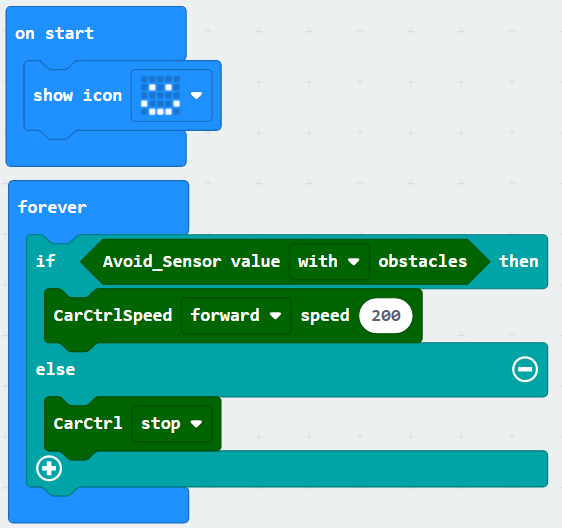 on start
show icon
forever
if Avoid_Sensor value with obstacles then
CarCtrlSpeed forward speed 200
else
CarCtrl stop